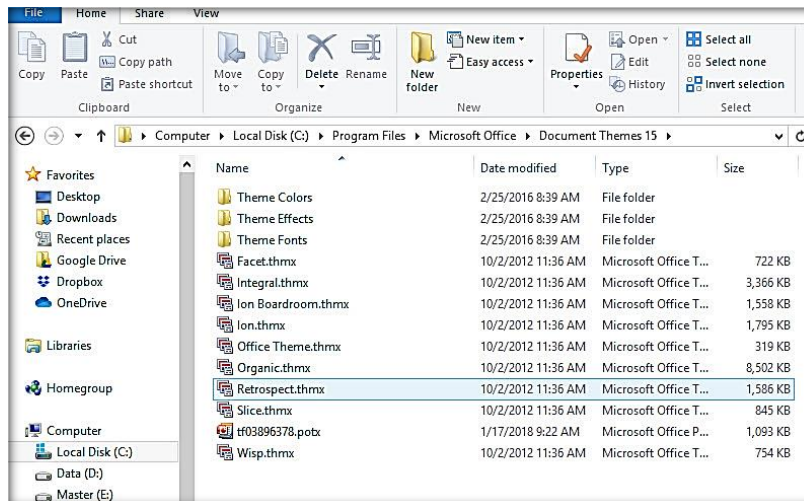 File Home Share View
Cut
Copy path
Paste shortcut
Copy Paste
Clipboard
Move to Copy to Delete Rename
Organize
New item
Easy access
New folder
New
Properties
Open
Edit
History
Open
Select all
Select none
Invert selection
Select
Computer Local Disk (C:) Program Files Microsoft Office Document Themes 15
Favorites
Desktop
Downloads
Recent places
Google Drive
Dropbox
OneDrive
Libraries
Homegroup
Computer
Local Disk (C:)
Data (D:)
Master (E:)
Name Date modified Type Size
Theme Colors 2/25/2016 8:39 AM File folder
Theme Effects 2/25/2016 8:39 AM File folder
Theme Fonts 2/25/2016 8:39 AM File folder
Facet.thmx 10/2/2012 11:36 AM Microsoft Office T... 722 KB
Integral.thmx 10/2/2012 11:36 AM Microsoft Office T... 3,366 KB
Ion Boardroom.thmx 10/2/2012 11:36 AM Microsoft Office T... 1,558 KB
Ion.thmx 10/2/2012 11:36 AM Microsoft Office T... 1,795 KB
Office Theme.thmx 10/2/2012 11:36 AM Microsoft Office T... 319 KB
Organic.thmx 10/2/2012 11:36 AM Microsoft Office T... 8,502 KB
Retrospect.thmx 10/2/2012 11:36 AM Microsoft Office T... 1,586 KB
Slice.thmx 10/2/2012 11:36 AM Microsoft Office T... 845 KB
tf03896378.potx 1/17/2018 9:22 AM Microsoft Office P... 1,093 KB
Wisp.thmx 10/2/2012 11:36 AM Microsoft Office T... 754 KB